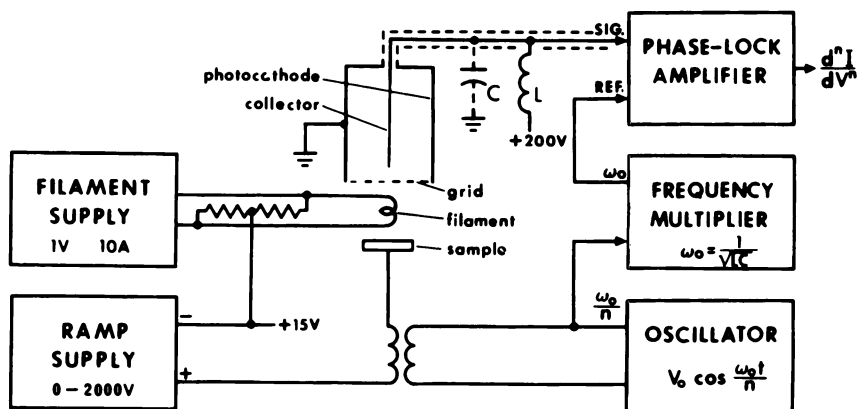 SIG.
PHASE-LOCK
AMPLIFIER
dⁿI
dVⁿ
REF.
photocathode
collector
C
L
+200V
grid
filament
sample
FILAMENT
SUPPLY
1V 10A
ω₀
FREQUENCY
MULTIPLIER
ω₀ = 1/√LC
+15V
RAMP
SUPPLY
0-2000V
-
+
ω₀/n
OSCILLATOR
V₀ cos ω₀t/n